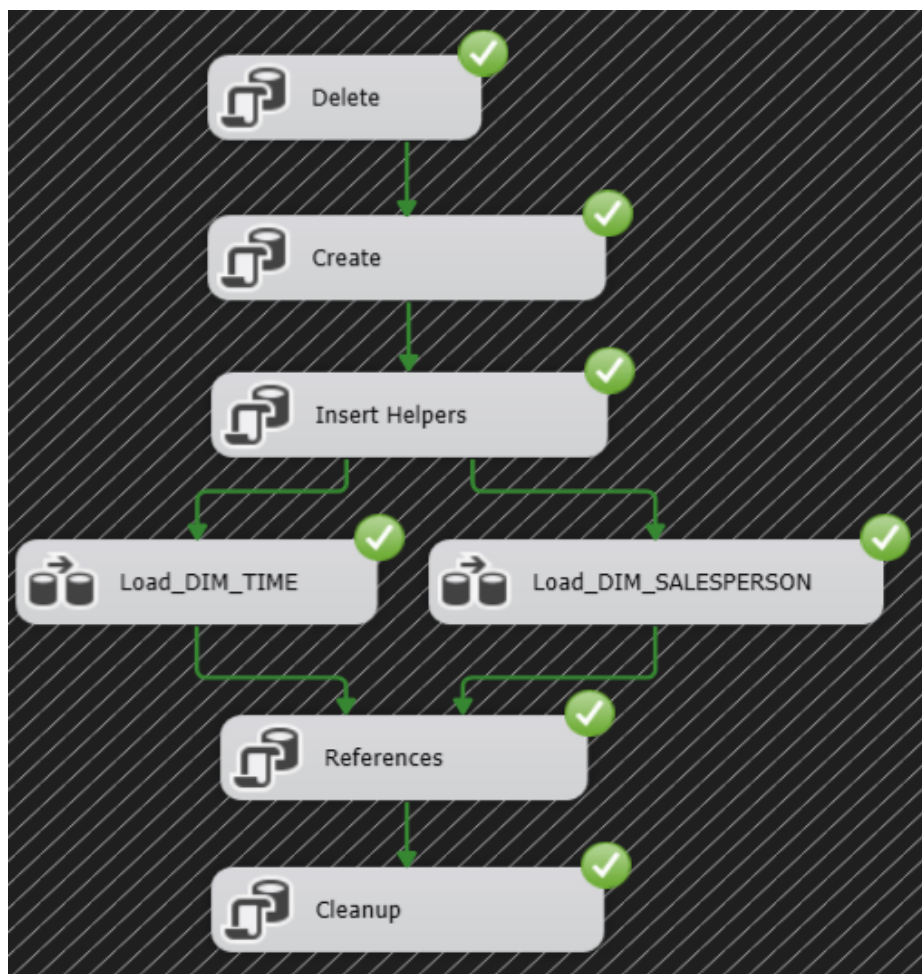 Delete
Create
Insert Helpers
Load_DIM_TIME
Load_DIM_SALESPERSON
References
Cleanup